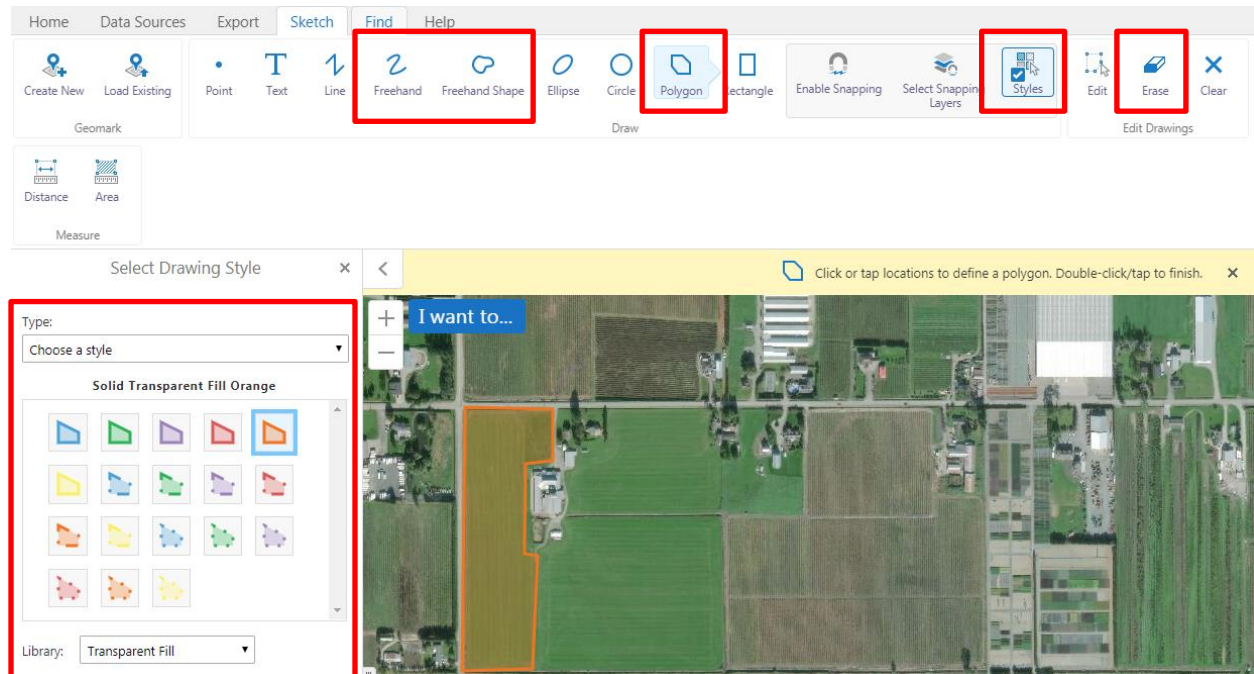 Home Data Sources Export Sketch Find Help
Create New Load Existing Point Text Line Freehand Freehand Shape Ellipse Circle Polygon Rectangle Enable Snapping Select Snapping Layers Styles Edit Erase Clear
Geomark Draw Edit Drawings
Distance Area
Measure
Select Drawing Style
Click or tap locations to define a polygon. Double-click/tap to finish.
I want to...
Type:
Choose a style
Solid Transparent Fill Orange
Library: Transparent Fill